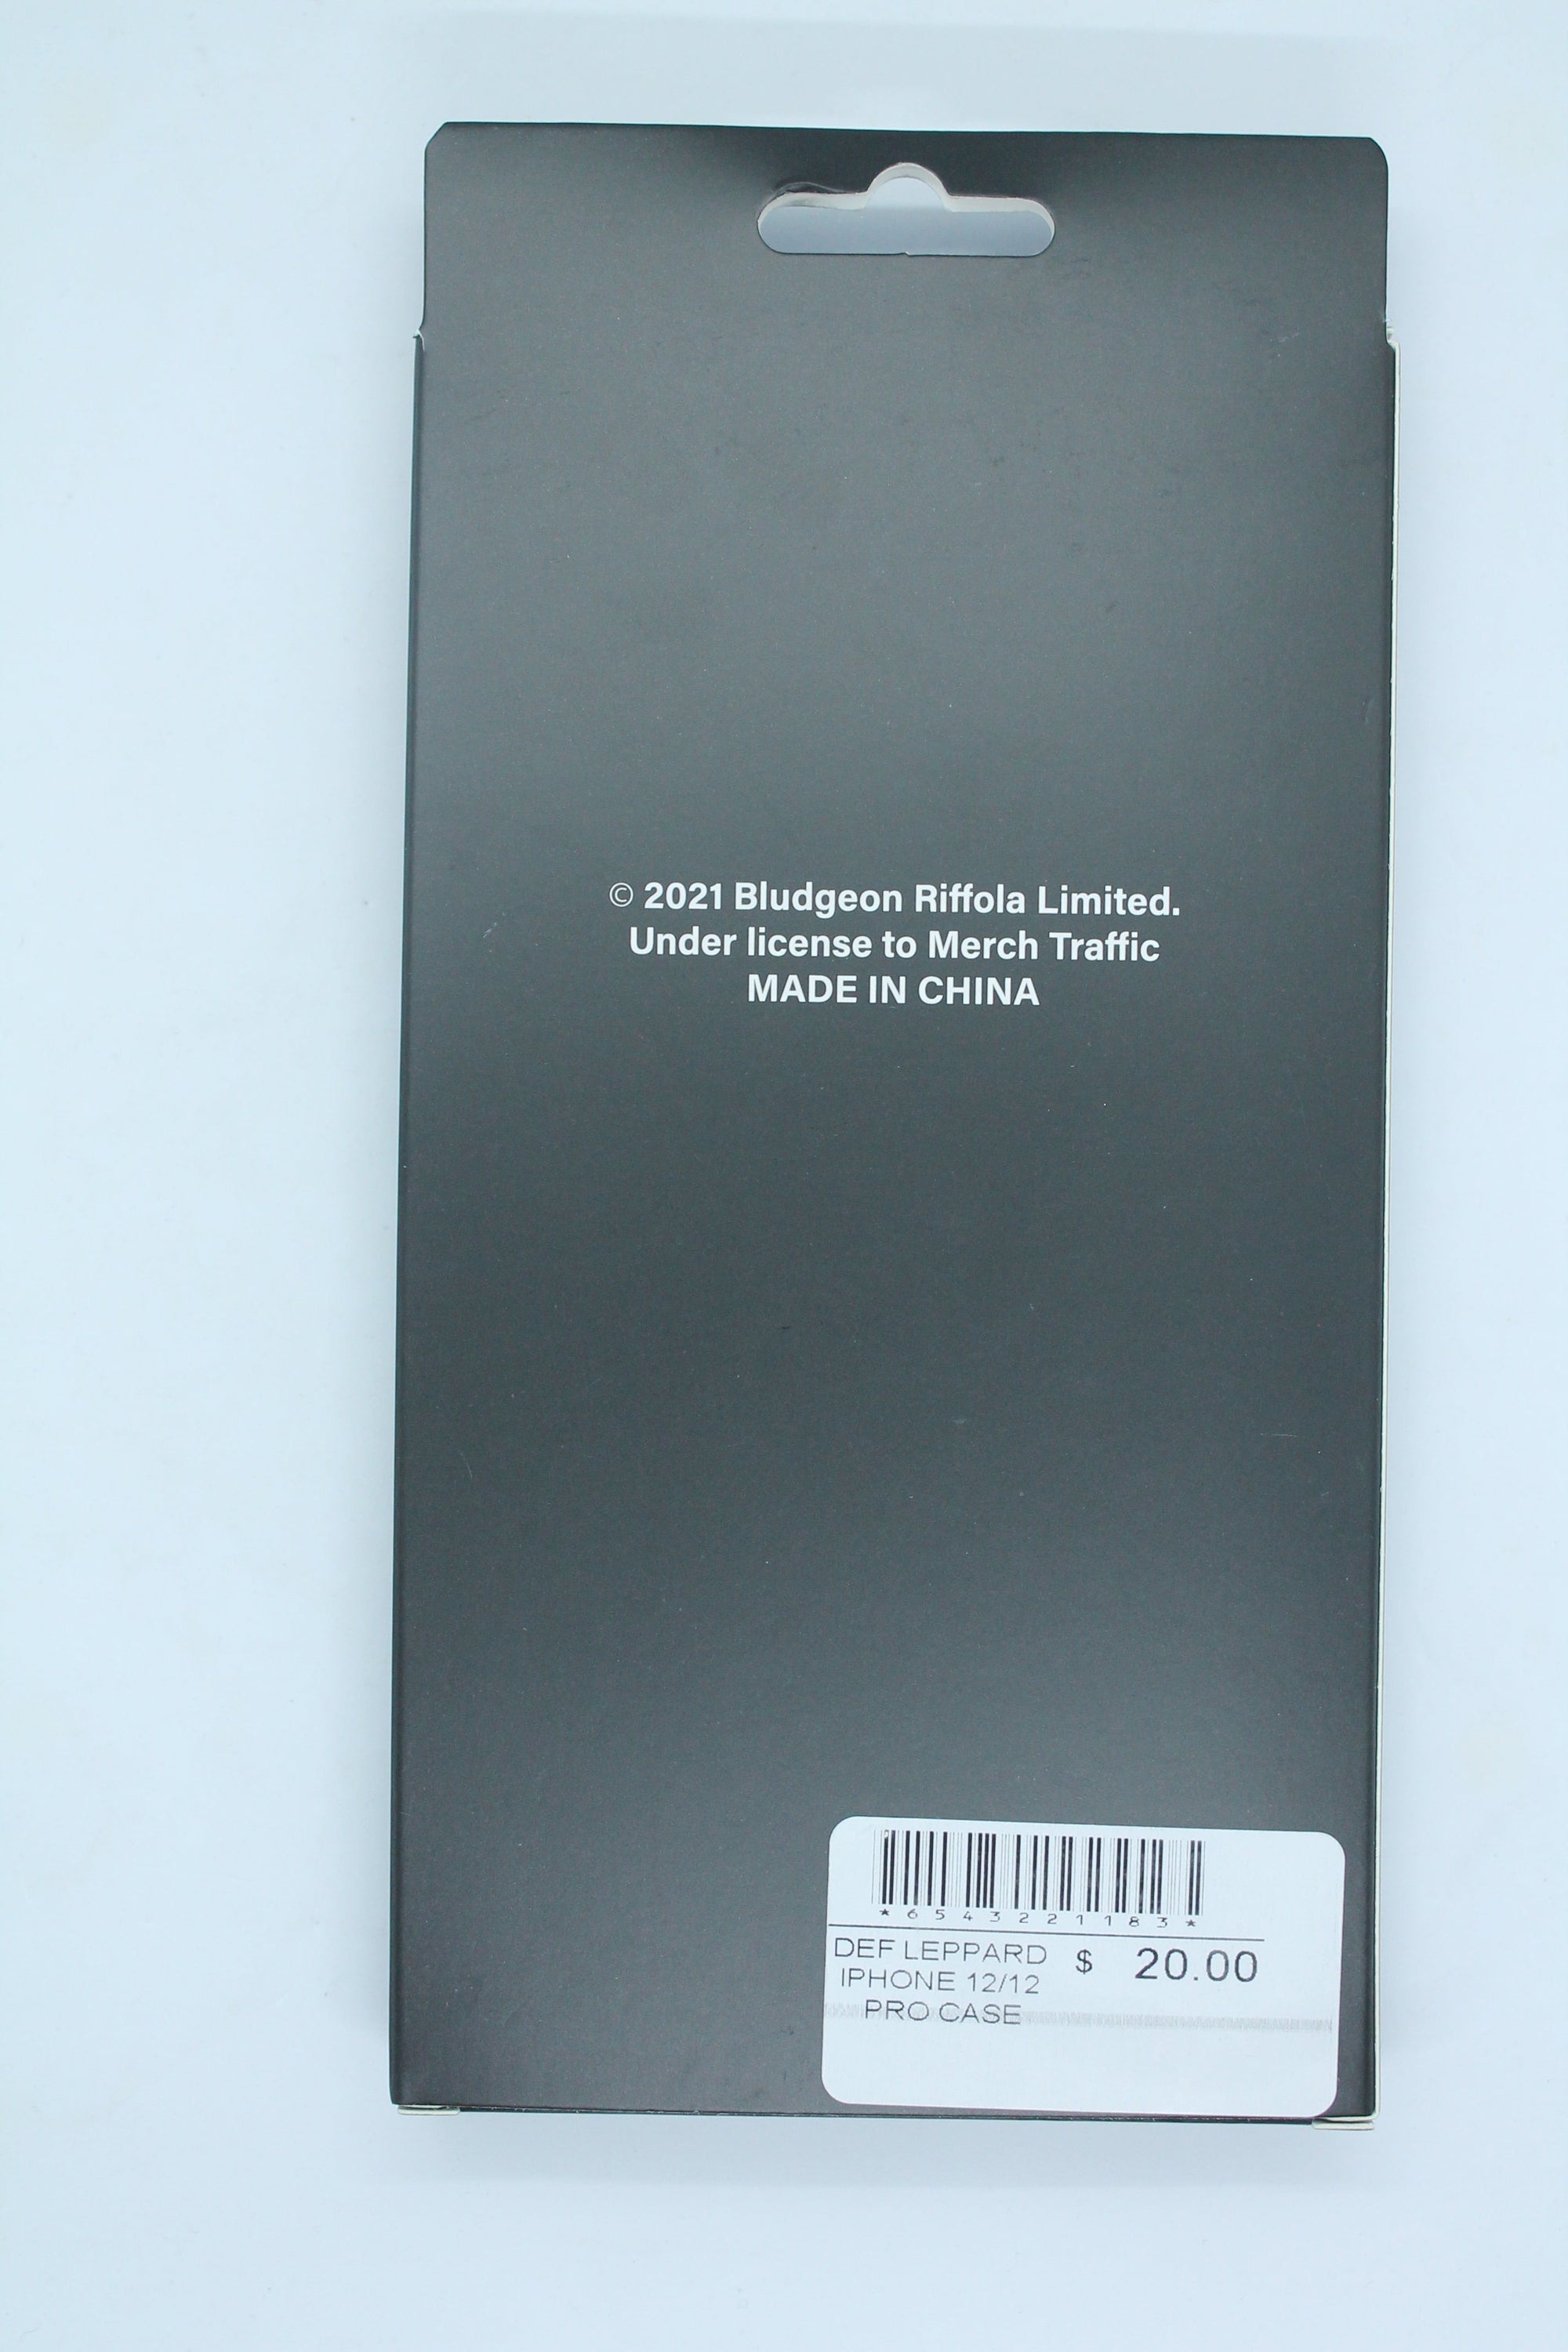 © 2021 Bludgeon Riffola Limited.
Under license to Merch Traffic
MADE IN CHINA
*6543221183*
DEF LEPPARD $ 20.00
IPHONE 12/12
PRO CASE